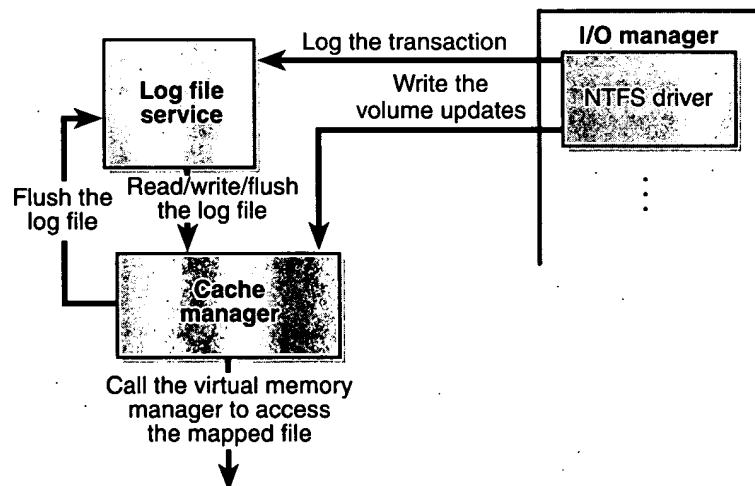 Log the transaction
I/O manager
Log file
service
Write the
volume updates
NTFS driver
Flush the
log file
Read/write/flush
the log file
Cache
manager
Call the virtual memory
manager to access
the mapped file